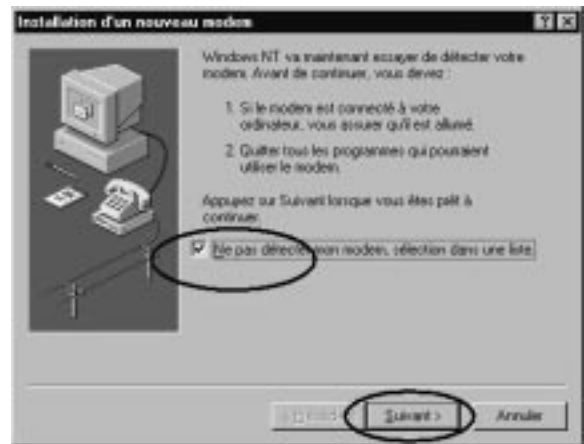 Installation d'un nouveau modem
Windows NT va maintenant essayer de détecter votre
modem. Avant de continuer, vous devez :
1. Si le modem est connecté à votre
ordinateur, vous assurer qu'il est allumé.
2. Quitter tous les programmes qui pourraient
utiliser le modem.
Appuyez sur Suivant lorsque vous êtes prêt à
continuer.
Ne pas détecter mon modem, sélection dans une liste.
Suivant >
Annuler